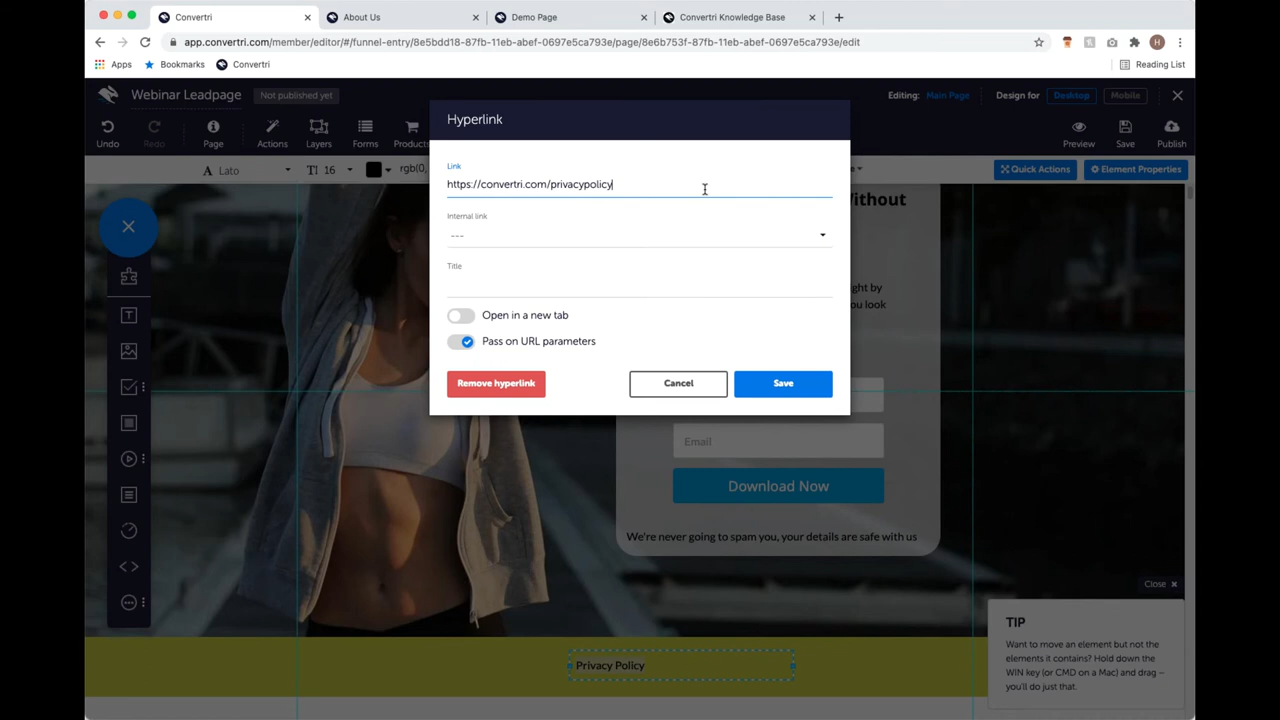 Convertri
About Us
Demo Page
Convertri Knowledge Base
app.convertri.com/member/editor/#/funnel-entry/8e5bdd18-87fb-11eb-abef-0697e5ca793e/page/8e6b753f-87fb-11eb-abef-0697e5ca793e/edit
H
Apps
Bookmarks
Convertri
Reading List
Webinar Leadpage
Not published yet
Editing: Main Page
Design for
Desktop
Mobile
Undo
Redo
Page
Actions
Layers
Forms
Products
Preview
Save
Publish
A Lato
16
rgb(0,
Quick Actions
Element Properties
Hyperlink
Link
https://convertri.com/privacypolicy
Internal link
---
Title
Open in a new tab
Pass on URL parameters
Remove hyperlink
Cancel
Save
Without
ght by
ou look
Email
Download Now
We're never going to spam you, your details are safe with us
Close x
TIP
Want to move an element but not the
elements it contains? Hold down the
WIN key (or CMD on a Mac) and drag –
you'll do just that.
Privacy Policy